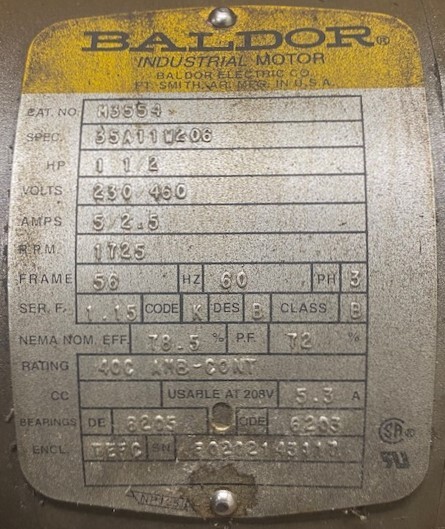 BALDOR®
INDUSTRIAL MOTOR
BALDOR ELECTRIC CO.
FT. SMITH, AR. MFG. IN U.S.A.
CAT. NO. M3554
SPEC. 35A11W206
HP 1 1/2
VOLTS 230 460
AMPS 5/2.5
R.P.M. 1725
FRAME 56 HZ 60 PH 3
SER. F. 1.15 CODE K DES B CLASS B
NEMA NOM. EFF. 78.5 % P.F. 72 %
RATING 40C AMB-CONT
CC USABLE AT 208V 5.3 A
BEARINGS DE 6205 ODE 6203
ENCL. TEFC SN
SA ®